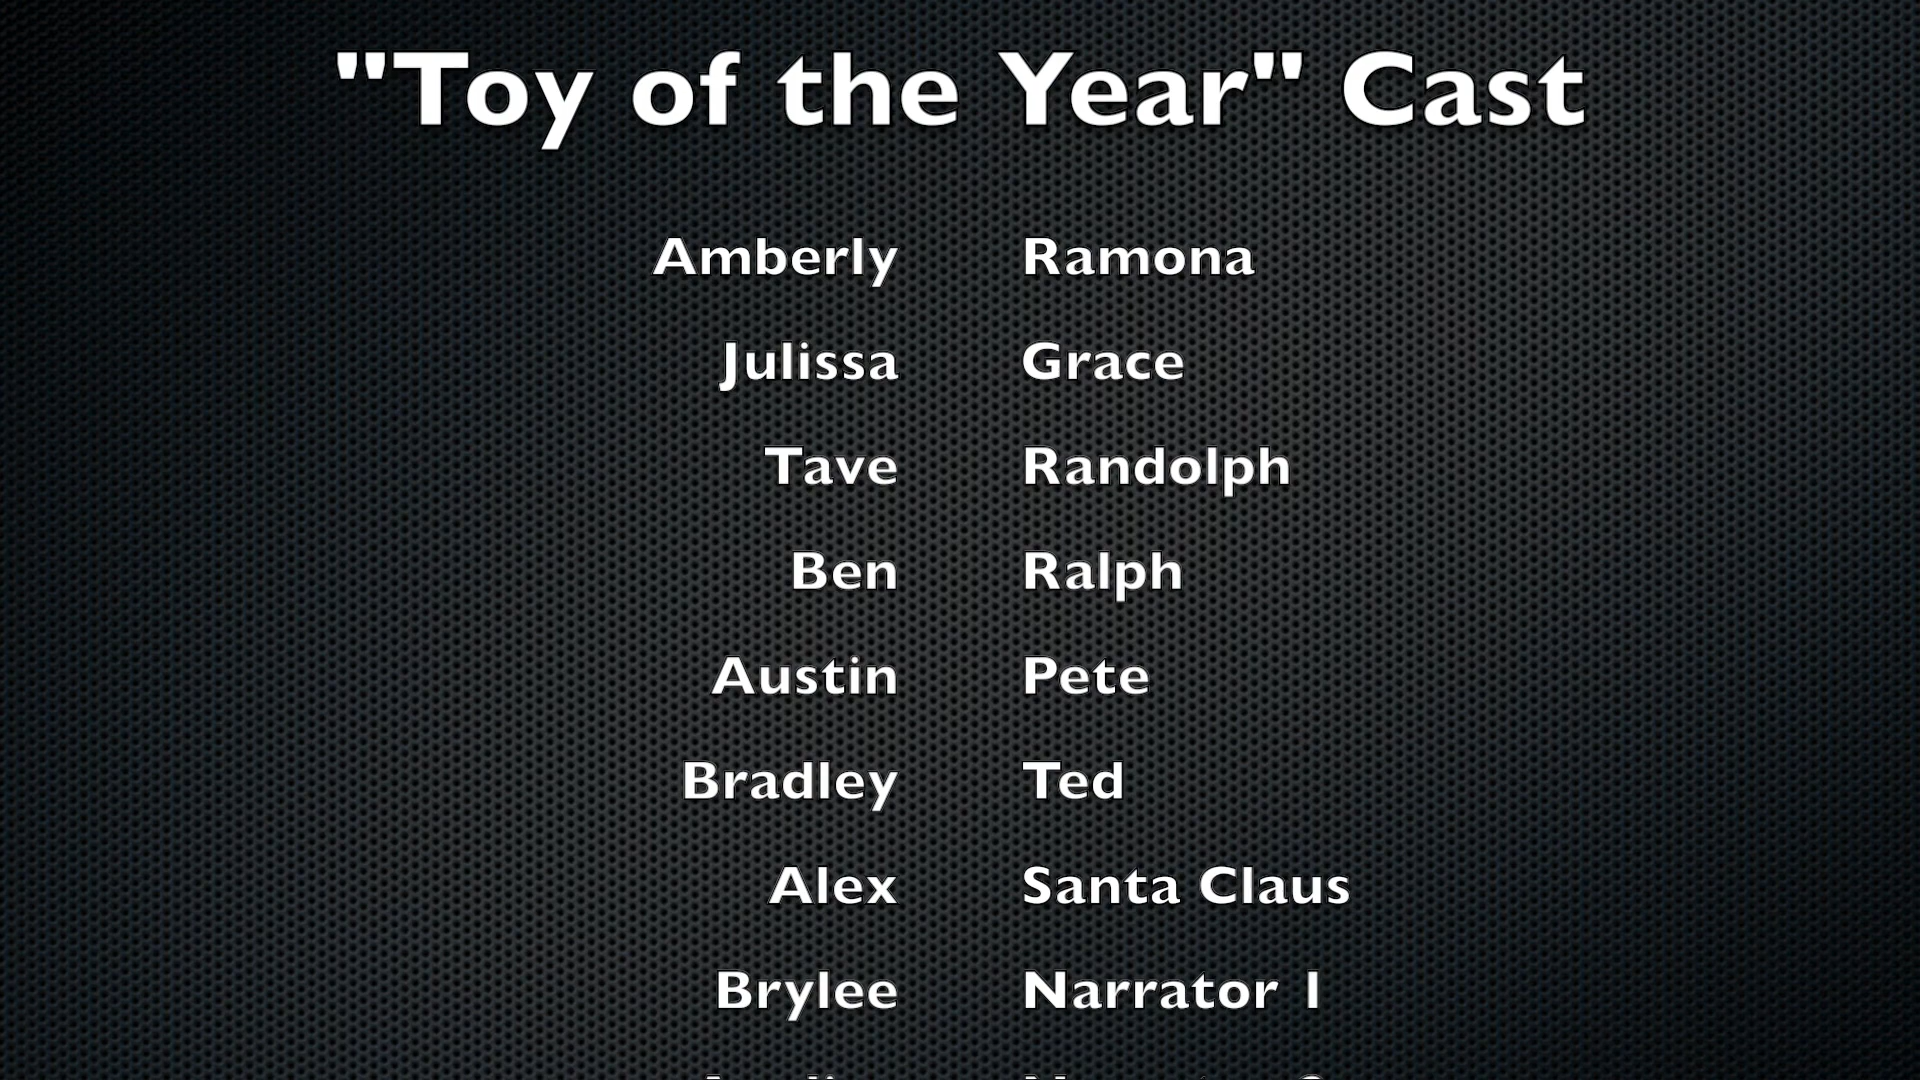 "Toy of the Year" Cast
Amberly Ramona
Julissa Grace
Tave Randolph
Ben Ralph
Austin Pete
Bradley Ted
Alex Santa Claus
Brylee Narrator 1